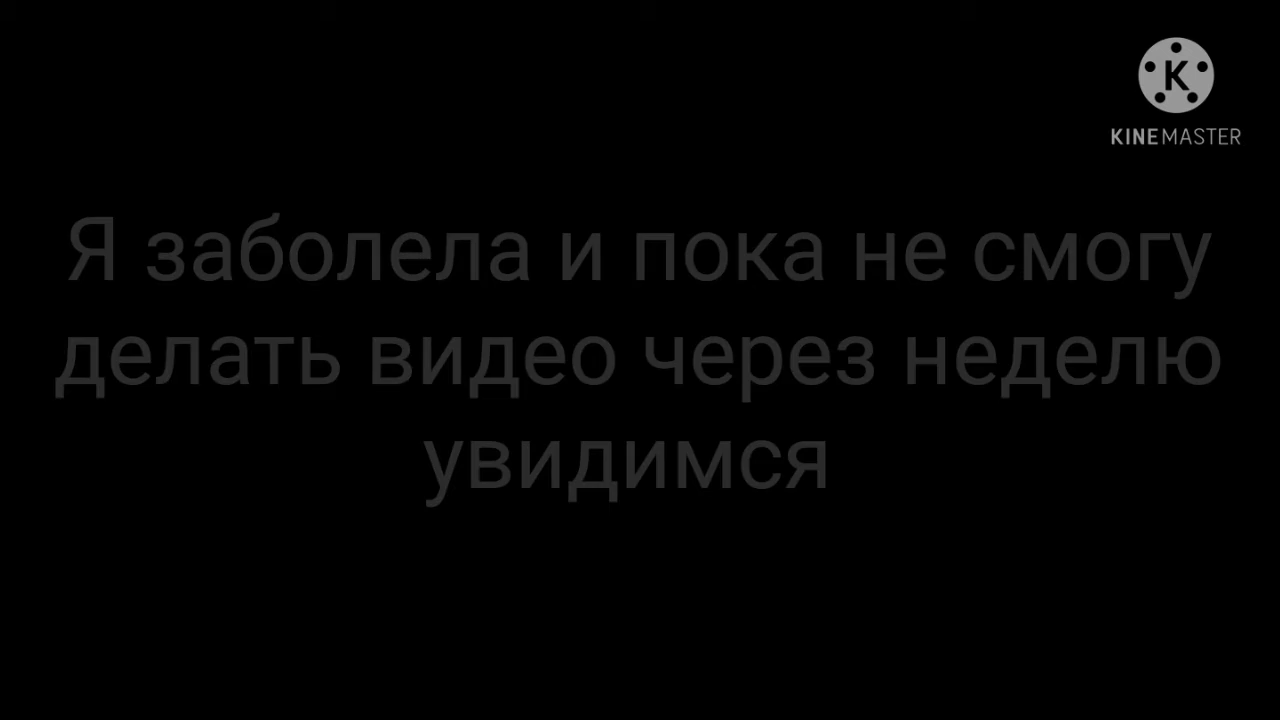 K
KINEMASTER
Я заболела и пока не смогу
делать видео через неделю
увидимся